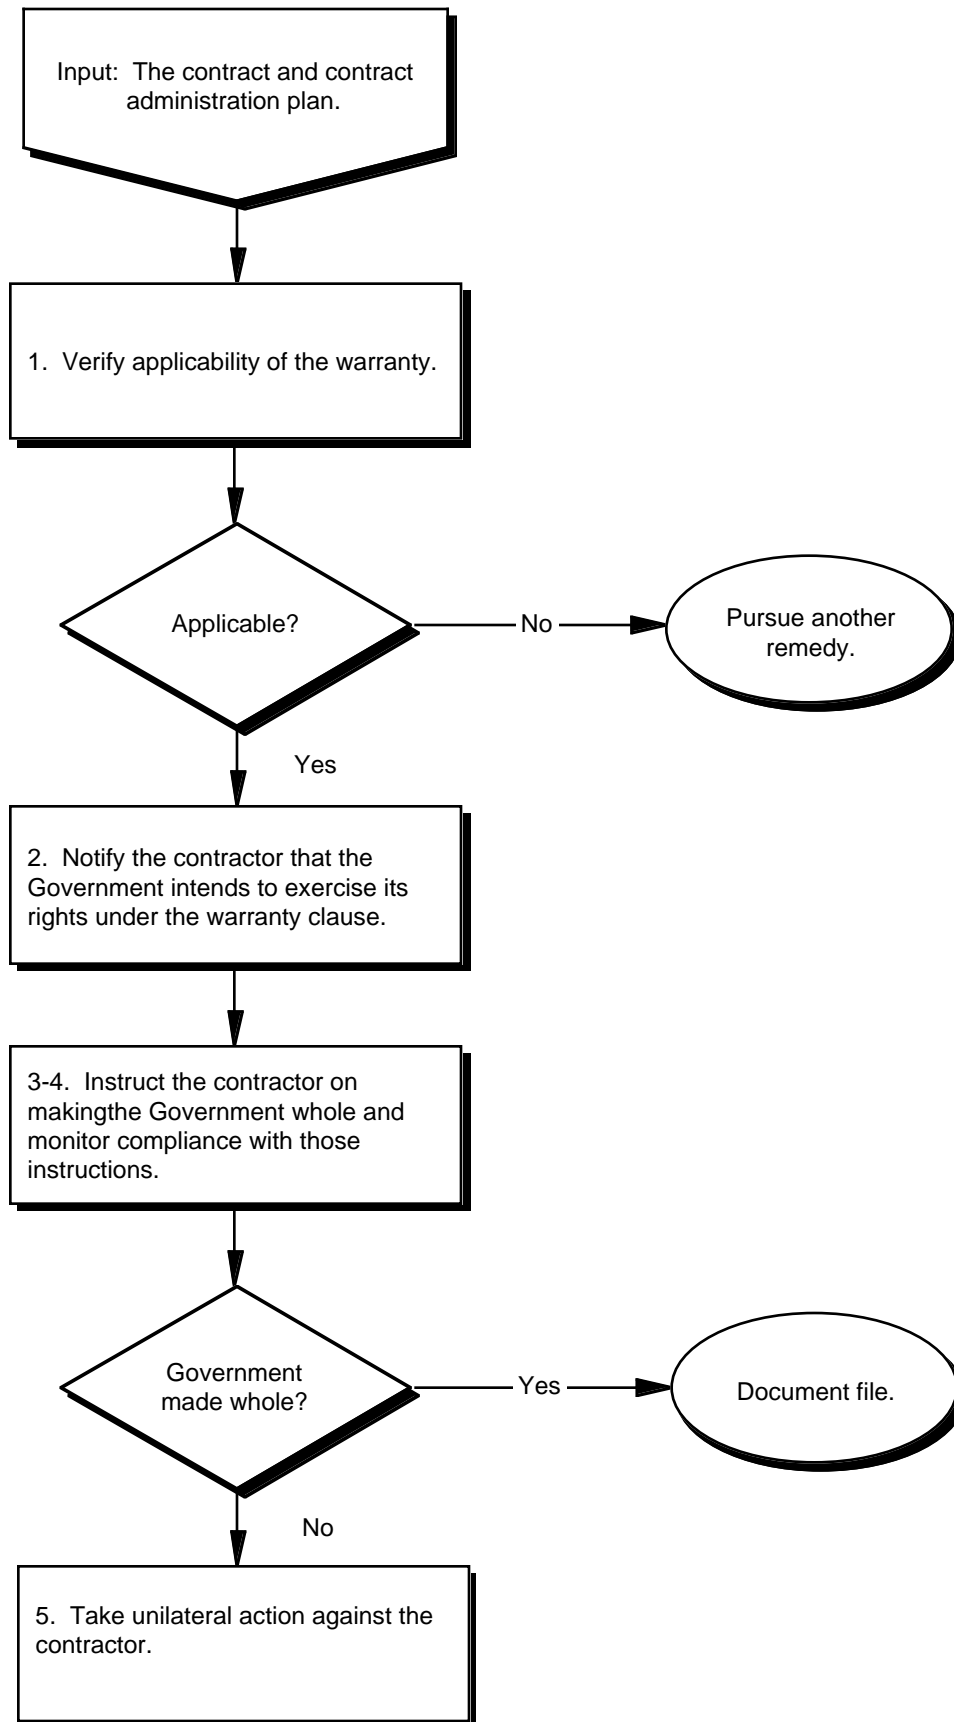 Input:  The contract and contract
administration plan.
1.  Verify applicability of the warranty.
Applicable?
No
Pursue another
remedy.
Yes
2.  Notify the contractor that the
Government intends to exercise its
rights under the warranty clause.
3-4.  Instruct the contractor on
makingthe Government whole and
monitor compliance with those
instructions.
Government
made whole?
Yes
Document file.
No
5.  Take unilateral action against the
contractor.